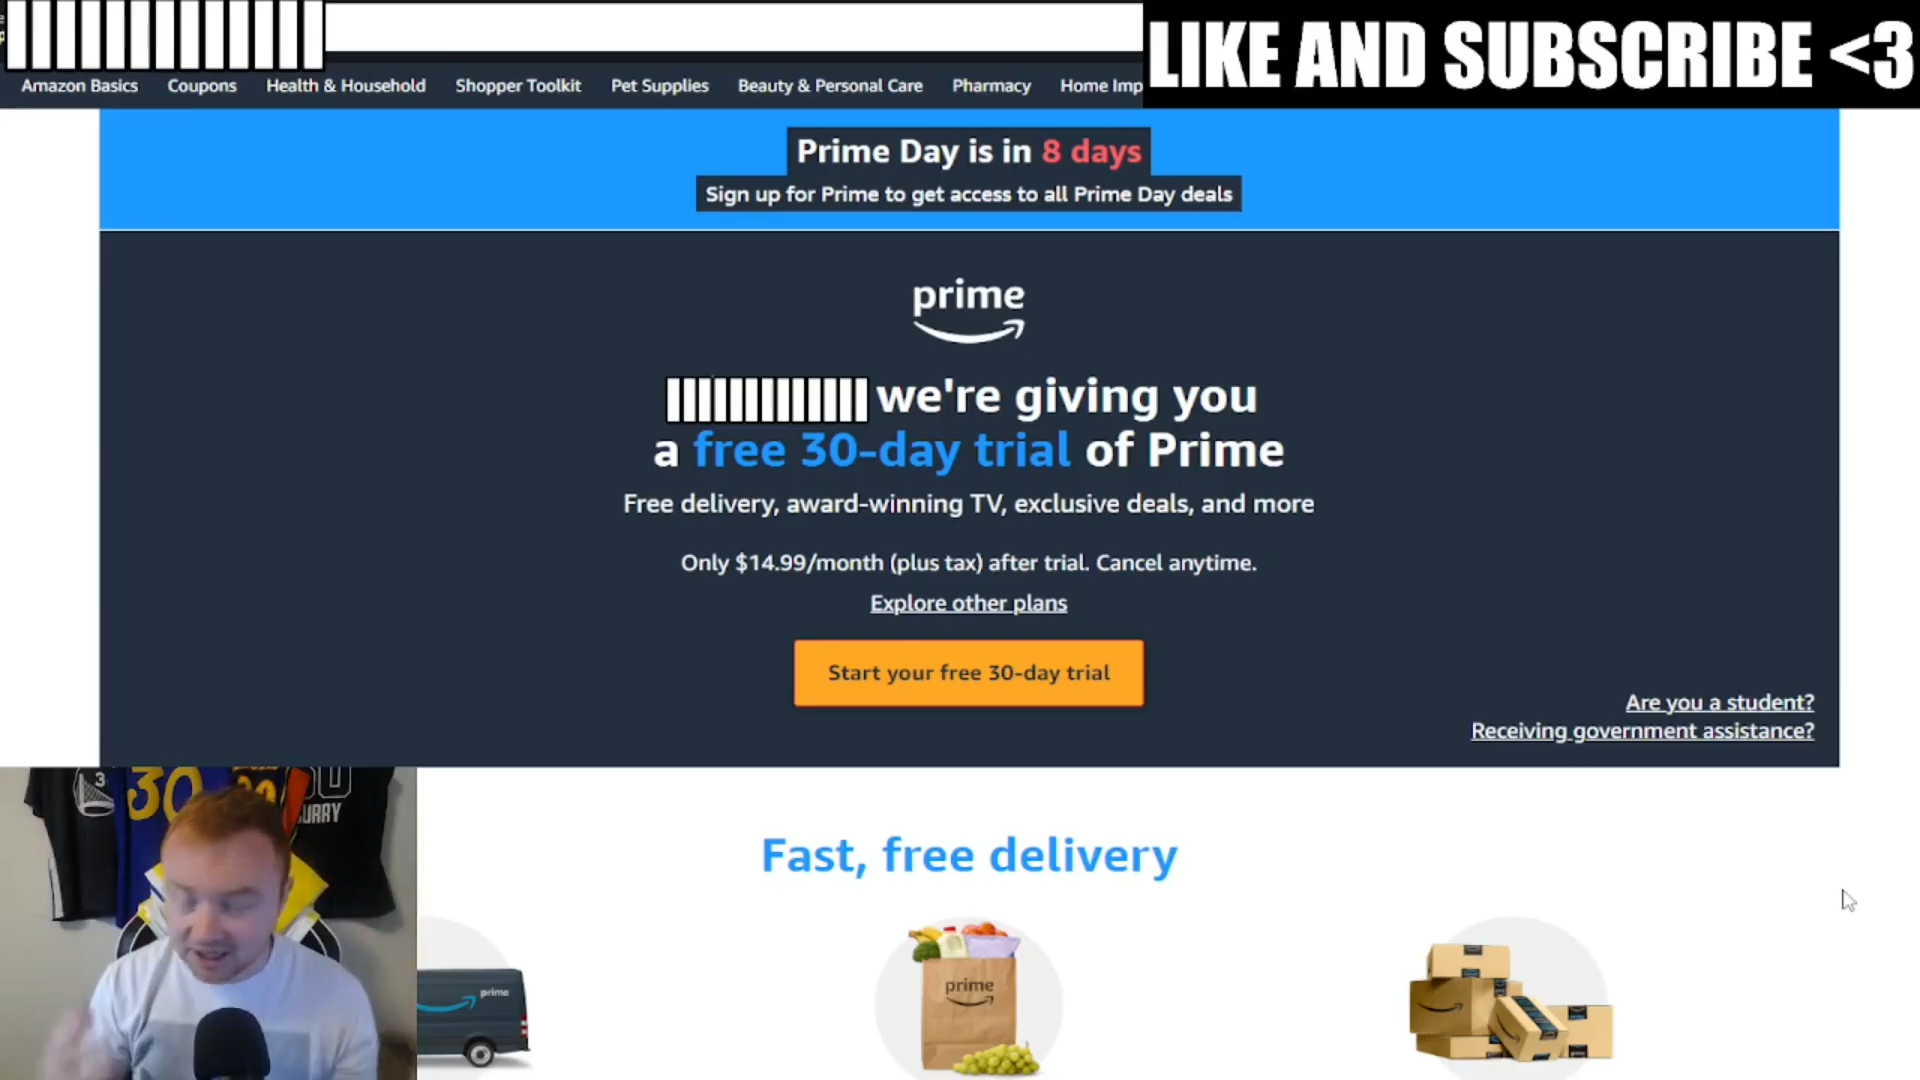 LIKE AND SUBSCRIBE <3
Amazon Basics Coupons Health & Household Shopper Toolkit Pet Supplies Beauty & Personal Care Pharmacy Home Imp
Prime Day is in 8 days
Sign up for Prime to get access to all Prime Day deals
prime
we're giving you
a free 30-day trial of Prime
Free delivery, award-winning TV, exclusive deals, and more
Only $14.99/month (plus tax) after trial. Cancel anytime.
Explore other plans
Start your free 30-day trial
Are you a student?
Receiving government assistance?
3
30
30
CURRY
Fast, free delivery
prime
prime